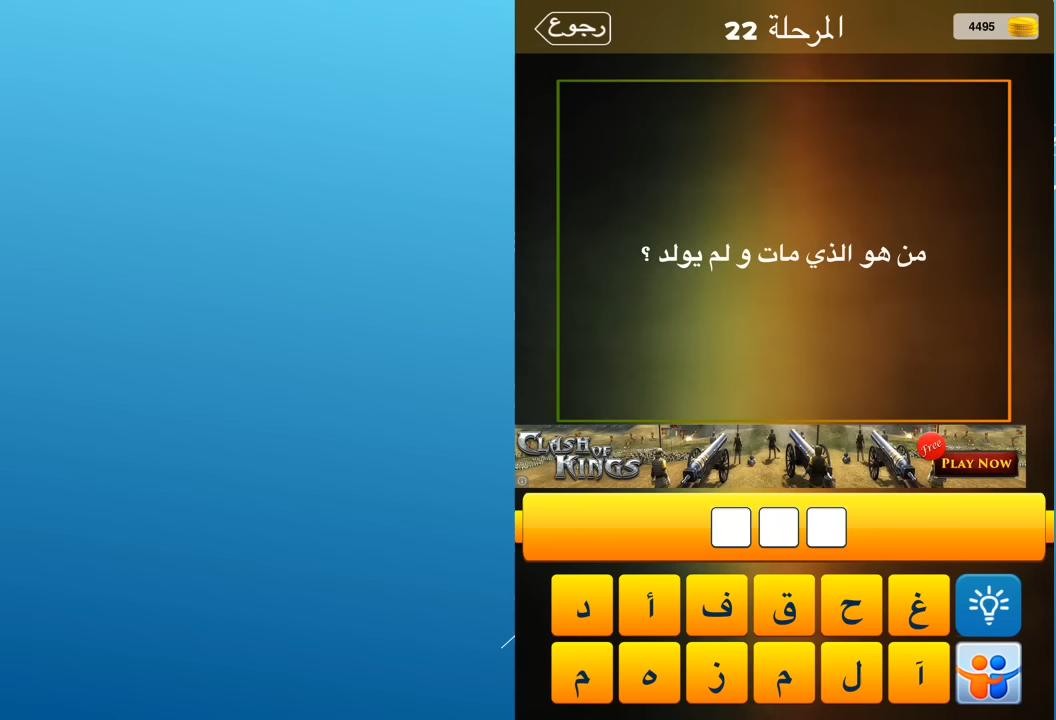 رجوع
المرحلة 22
4495
من هو الذي مات و لم يولد ؟
CLASH OF KINGS
Free
PLAY NOW
غ ح ق ف أ د
آ ل م ز ه م